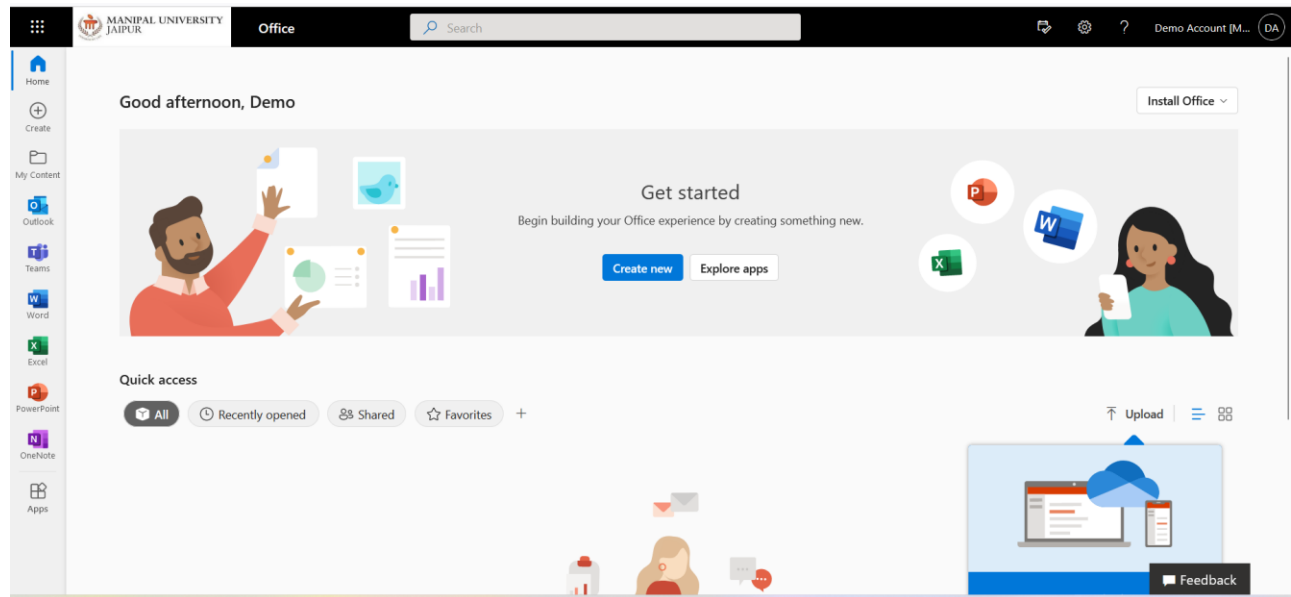 MANIPAL UNIVERSITY
JAIPUR
Office
Search
?
Demo Account [M...
DA
Home
Create
My Content
Outlook
Teams
Word
Excel
PowerPoint
OneNote
Apps
Good afternoon, Demo
Install Office
Get started
Begin building your Office experience by creating something new.
Create new
Explore apps
P
W
X
Quick access
All
Recently opened
Shared
Favorites
+
Upload
Feedback